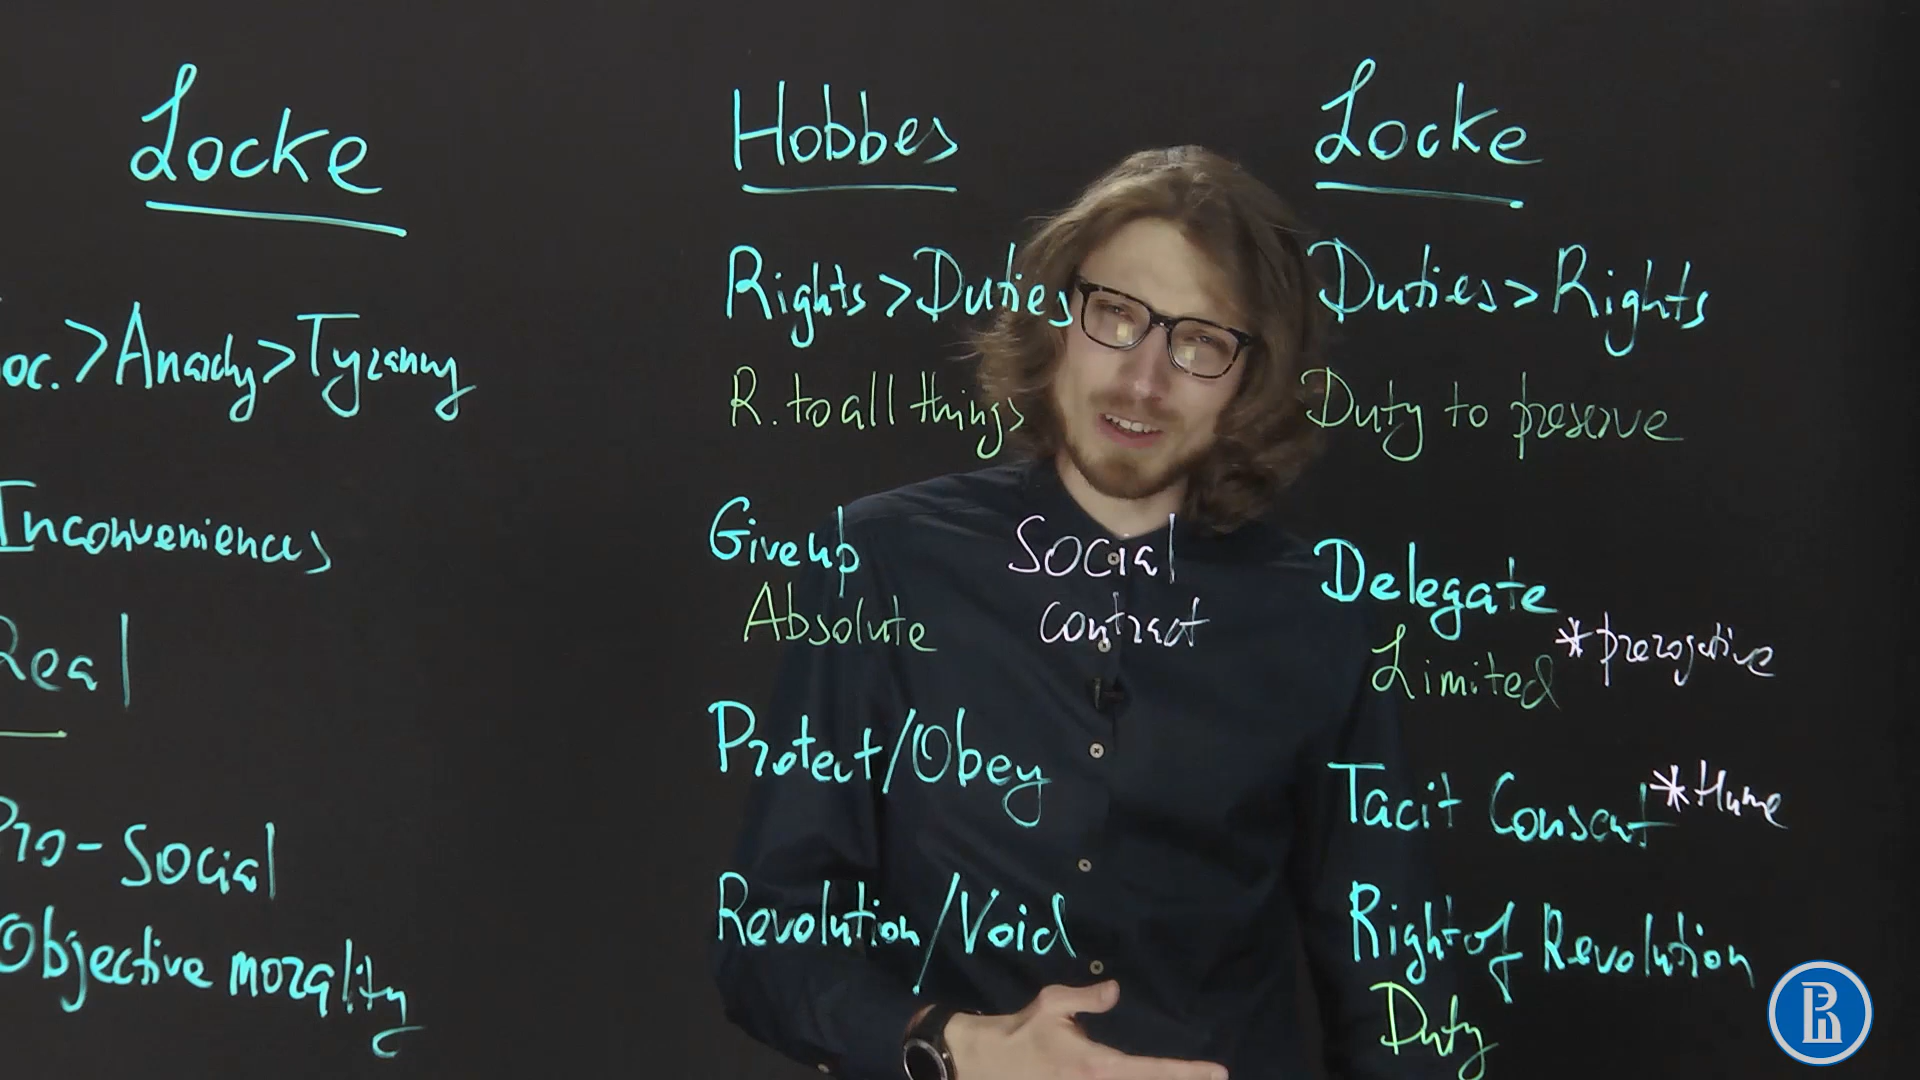 Locke
oc. > Anarchy > Tyranny
Inconveniences
Real
Pro-Social
Objective morality
Hobbes
Rights > Duties
R. to all things
Give up
Absolute
Social
contract
Protect/Obey
Revolution/Void
Locke
Duties > Rights
Duty to preserve
Delegate
Limited
*prerogative
Tacit Consent
*Hume
Right of Revolution
Duty